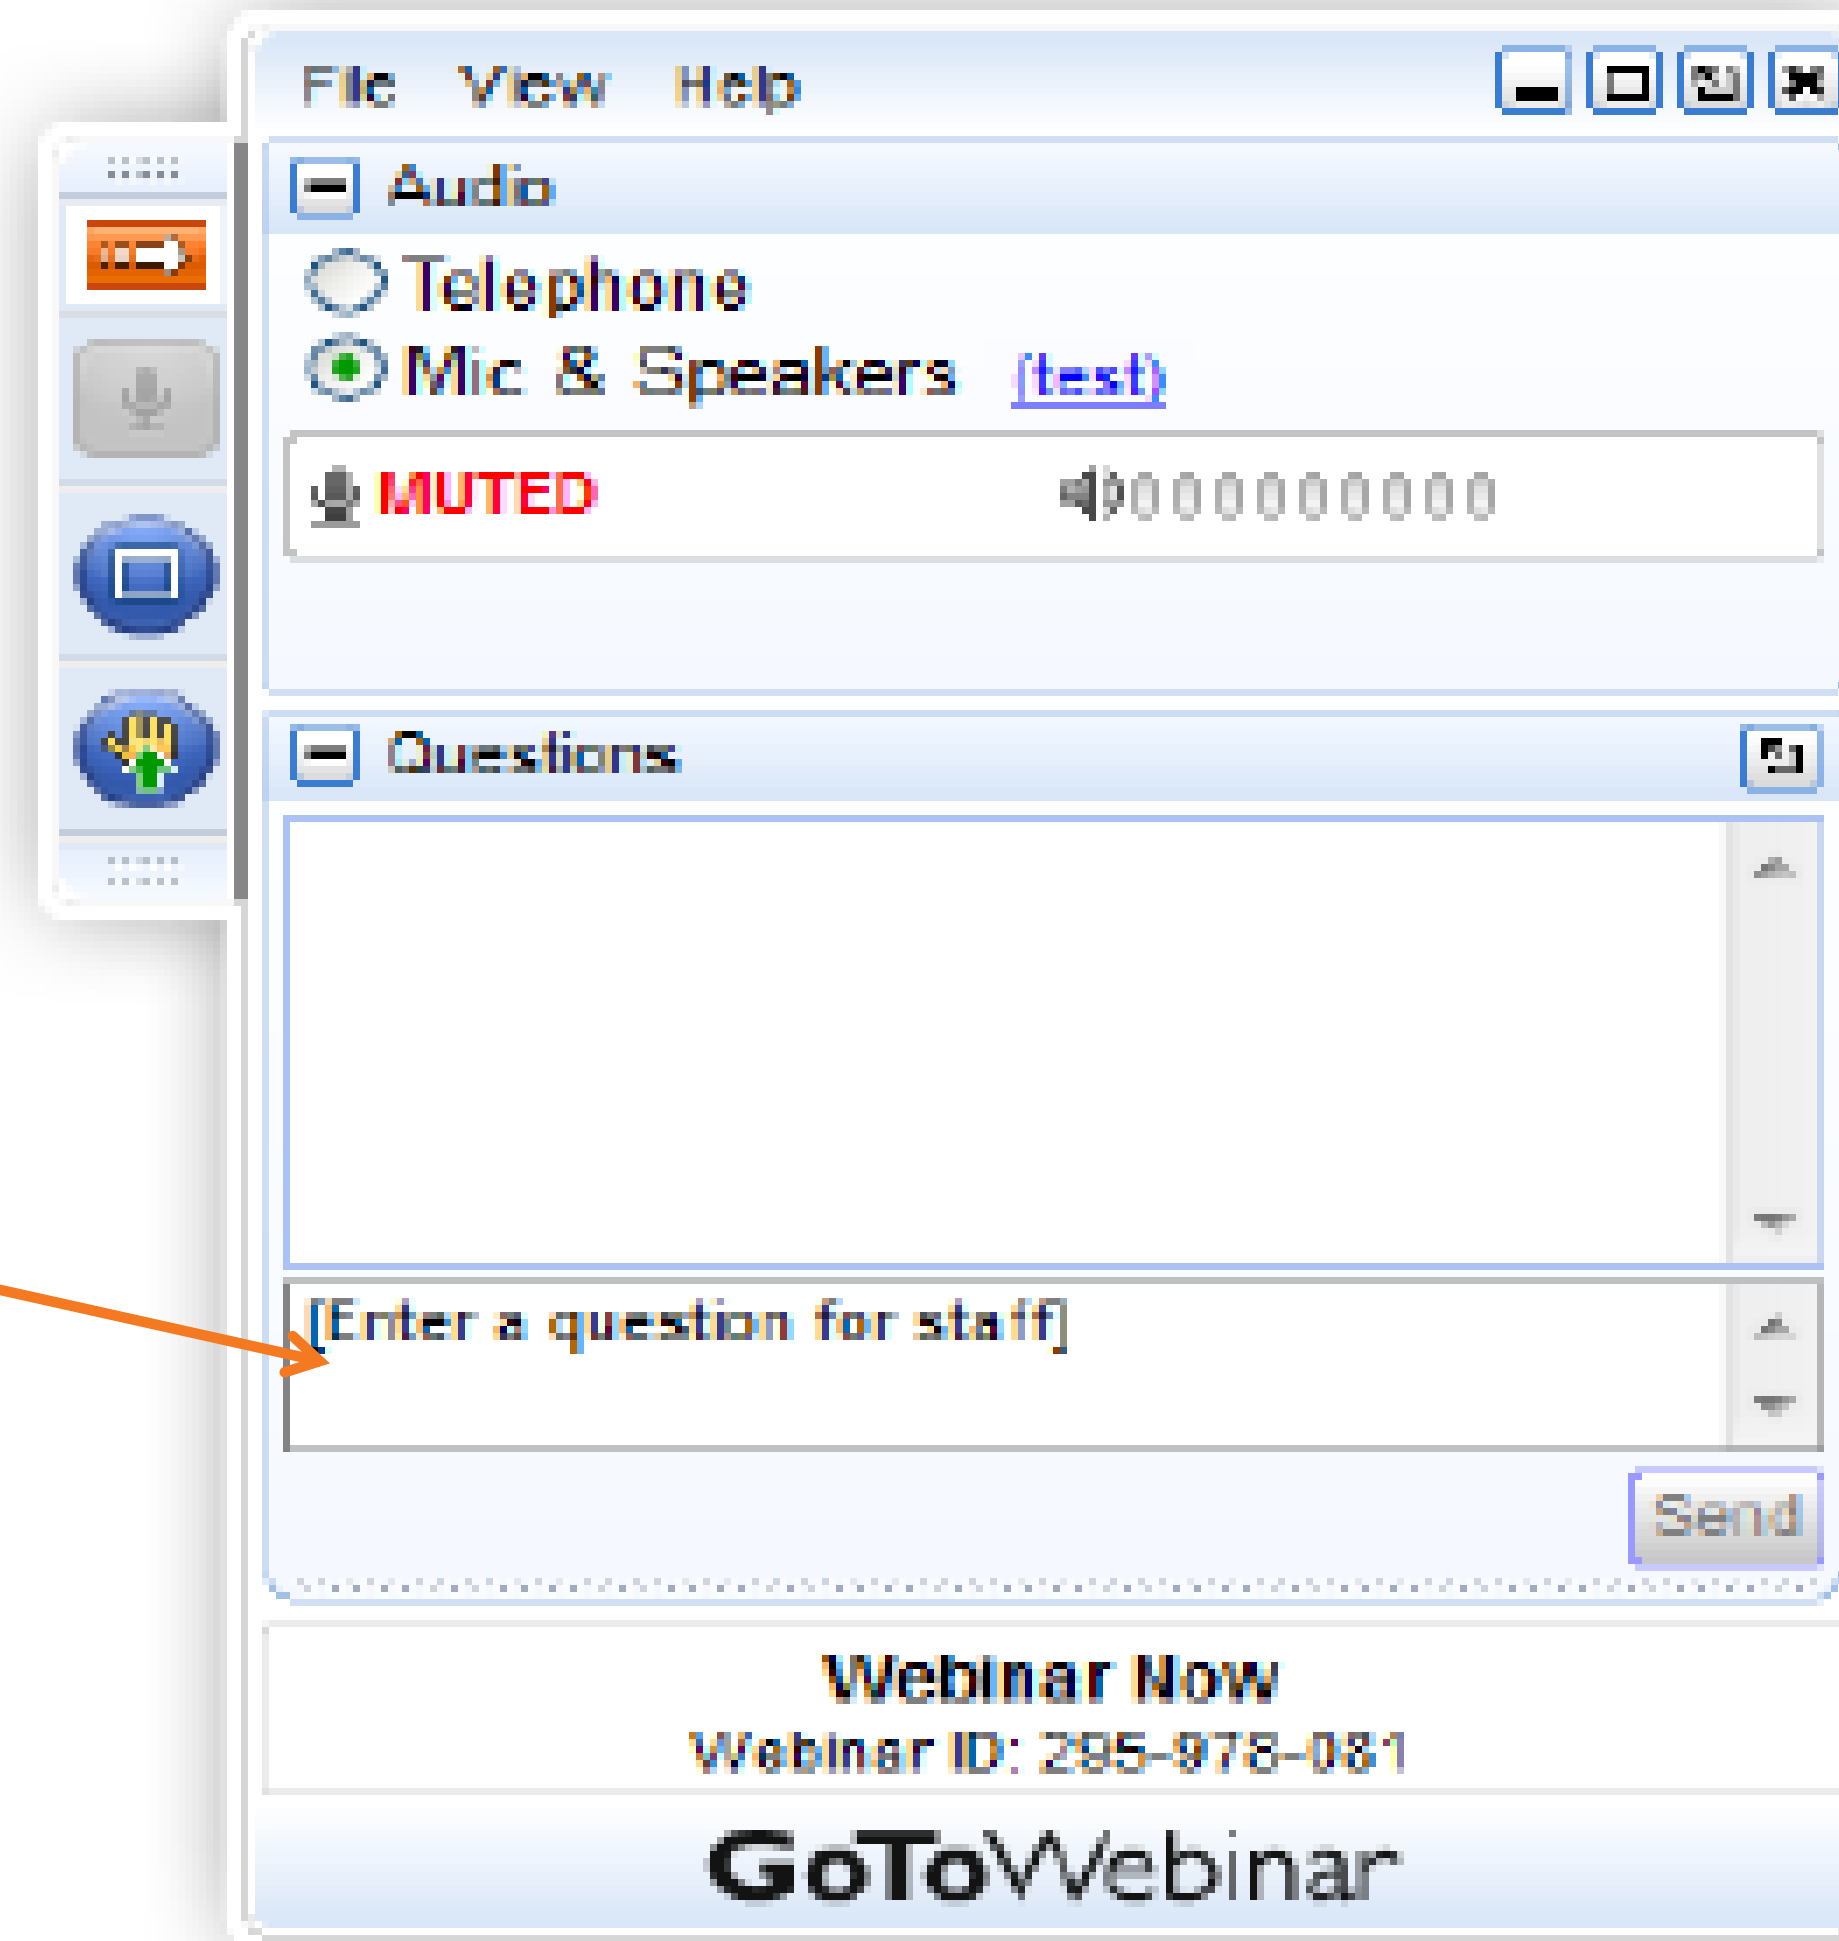 File View Help
Audio
Telephone
Mic & Speakers (test)
MUTED
Questions
[Enter a question for staff]
Send
Webinar Now
Webinar ID: 295-978-081
GoToWebinar